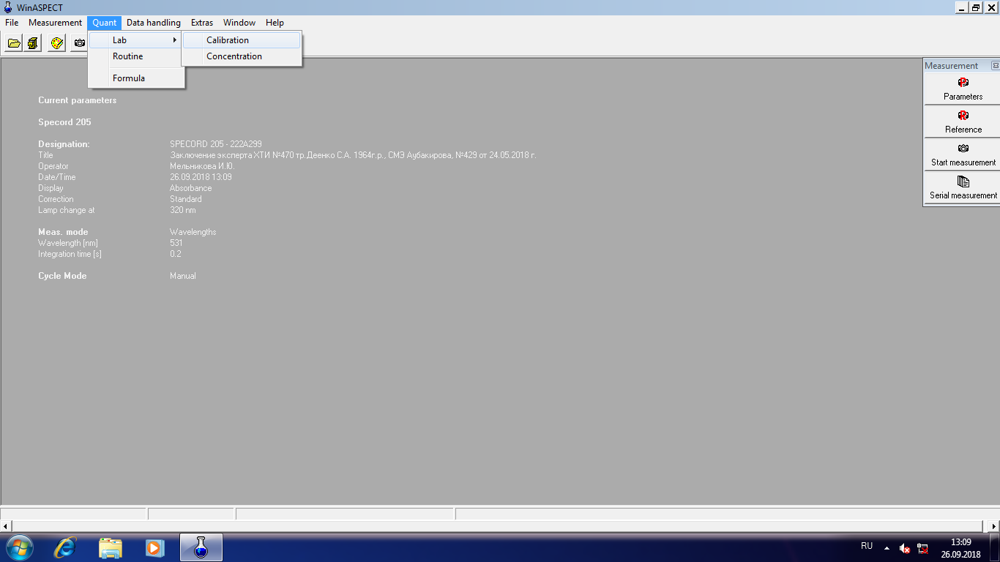 WinASPECT
File Measurement Quant Data handling Extras Window Help
Lab
Routine
Formula
Calibration
Concentration
Current parameters
Specord 205
Designation: SPECORD 205 - 222A299
Title Заключение эксперта ХТИ №470 тр.Деенко С.А. 1964г.р., СМЭ Аубакирова, №429 от 24.05.2018 г.
Operator Мельникова И.Ю.
Date/Time 26.09.2018 13:09
Display Absorbance
Correction Standard
Lamp change at 320 nm
Meas. mode Wavelengths
Wavelength [nm] 531
Integration time [s] 0.2
Cycle Mode Manual
Measurement
Parameters
Reference
Start measurement
Serial measurement
RU
13:09
26.09.2018